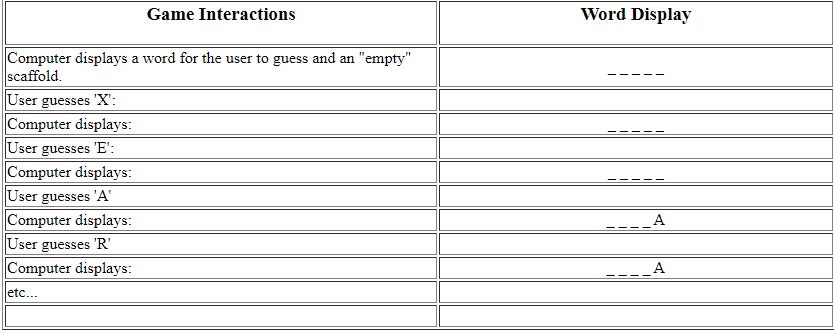 Game Interactions Word Display
Computer displays a word for the user to guess and an "empty"
scaffold. _ _ _ _ _
User guesses 'X':
Computer displays: _ _ _ _ _
User guesses 'E':
Computer displays: _ _ _ _ _
User guesses 'A'
Computer displays: _ _ _ _ A
User guesses 'R'
Computer displays: _ _ _ _ A
etc...